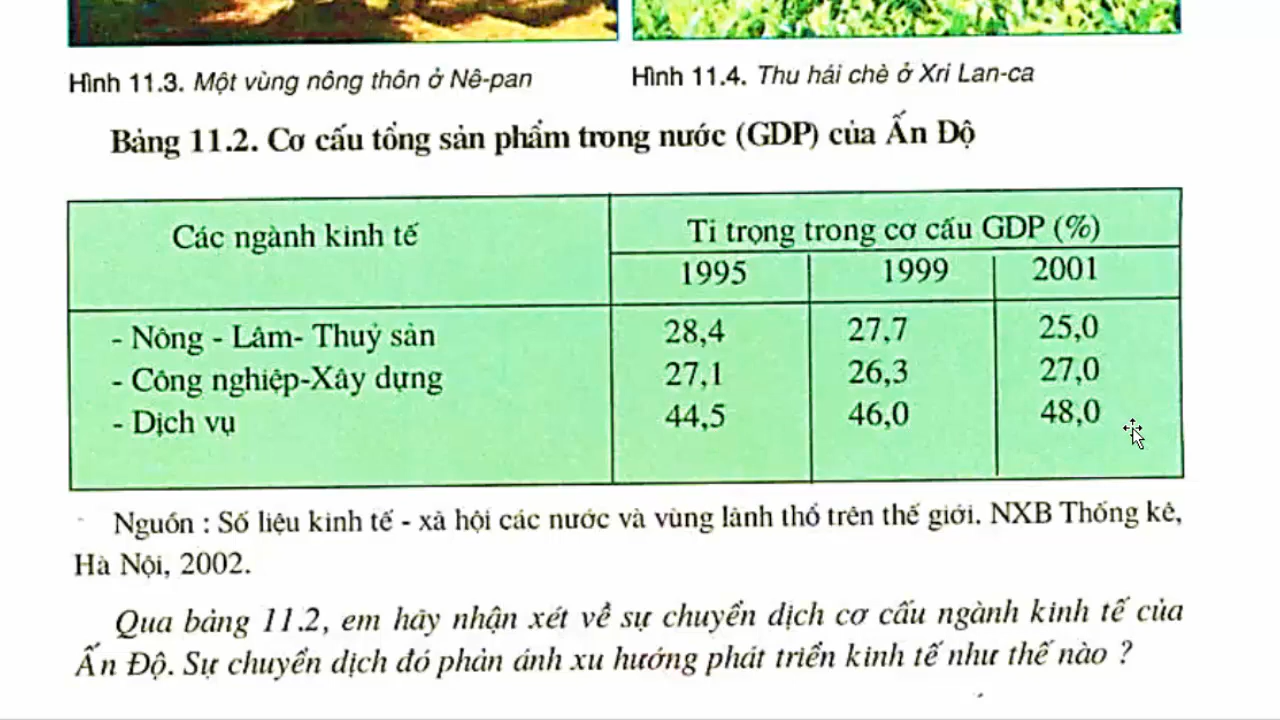 Hình 11.3. Một vùng nông thôn ở Nê-pan
Hình 11.4. Thu hái chè ở Xri Lan-ca
Bảng 11.2. Cơ cấu tổng sản phẩm trong nước (GDP) của Ấn Độ
Các ngành kinh tế
Tỉ trọng trong cơ cấu GDP (%)
1995 1999 2001
- Nông - Lâm- Thuỷ sản 28,4 27,7 25,0
- Công nghiệp-Xây dựng 27,1 26,3 27,0
- Dịch vụ 44,5 46,0 48,0
Nguồn : Số liệu kinh tế - xã hội các nước và vùng lãnh thổ trên thế giới. NXB Thống kê,
Hà Nội, 2002.
Qua bảng 11.2, em hãy nhận xét về sự chuyển dịch cơ cấu ngành kinh tế của
Ấn Độ. Sự chuyển dịch đó phản ánh xu hướng phát triển kinh tế như thế nào ?